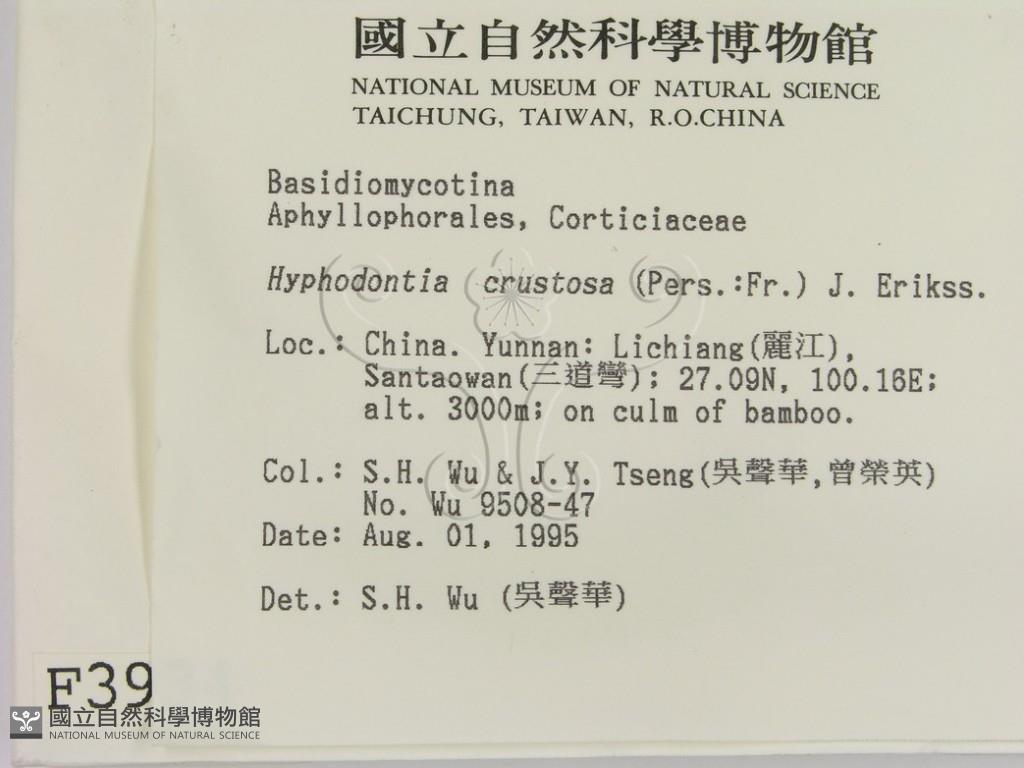 國立自然科學博物館
NATIONAL MUSEUM OF NATURAL SCIENCE
TAICHUNG, TAIWAN, R.O.CHINA
Basidiomycotina
Aphyllophorales, Corticiaceae
Hyphodontia crustosa (Pers.:Fr.) J. Erikss.
Loc.: China. Yunnan: Lichiang(麗江),
Santaowan(三道彎); 27.09N, 100.16E;
alt. 3000m; on culm of bamboo.
Col.: S.H. Wu & J.Y. Tseng(吳聲華,曾榮英)
No. Wu 9508-47
Date: Aug. 01, 1995
Det.: S.H. Wu (吳聲華)
F39
國立自然科學博物館
NATIONAL MUSEUM OF NATURAL SCIENCE